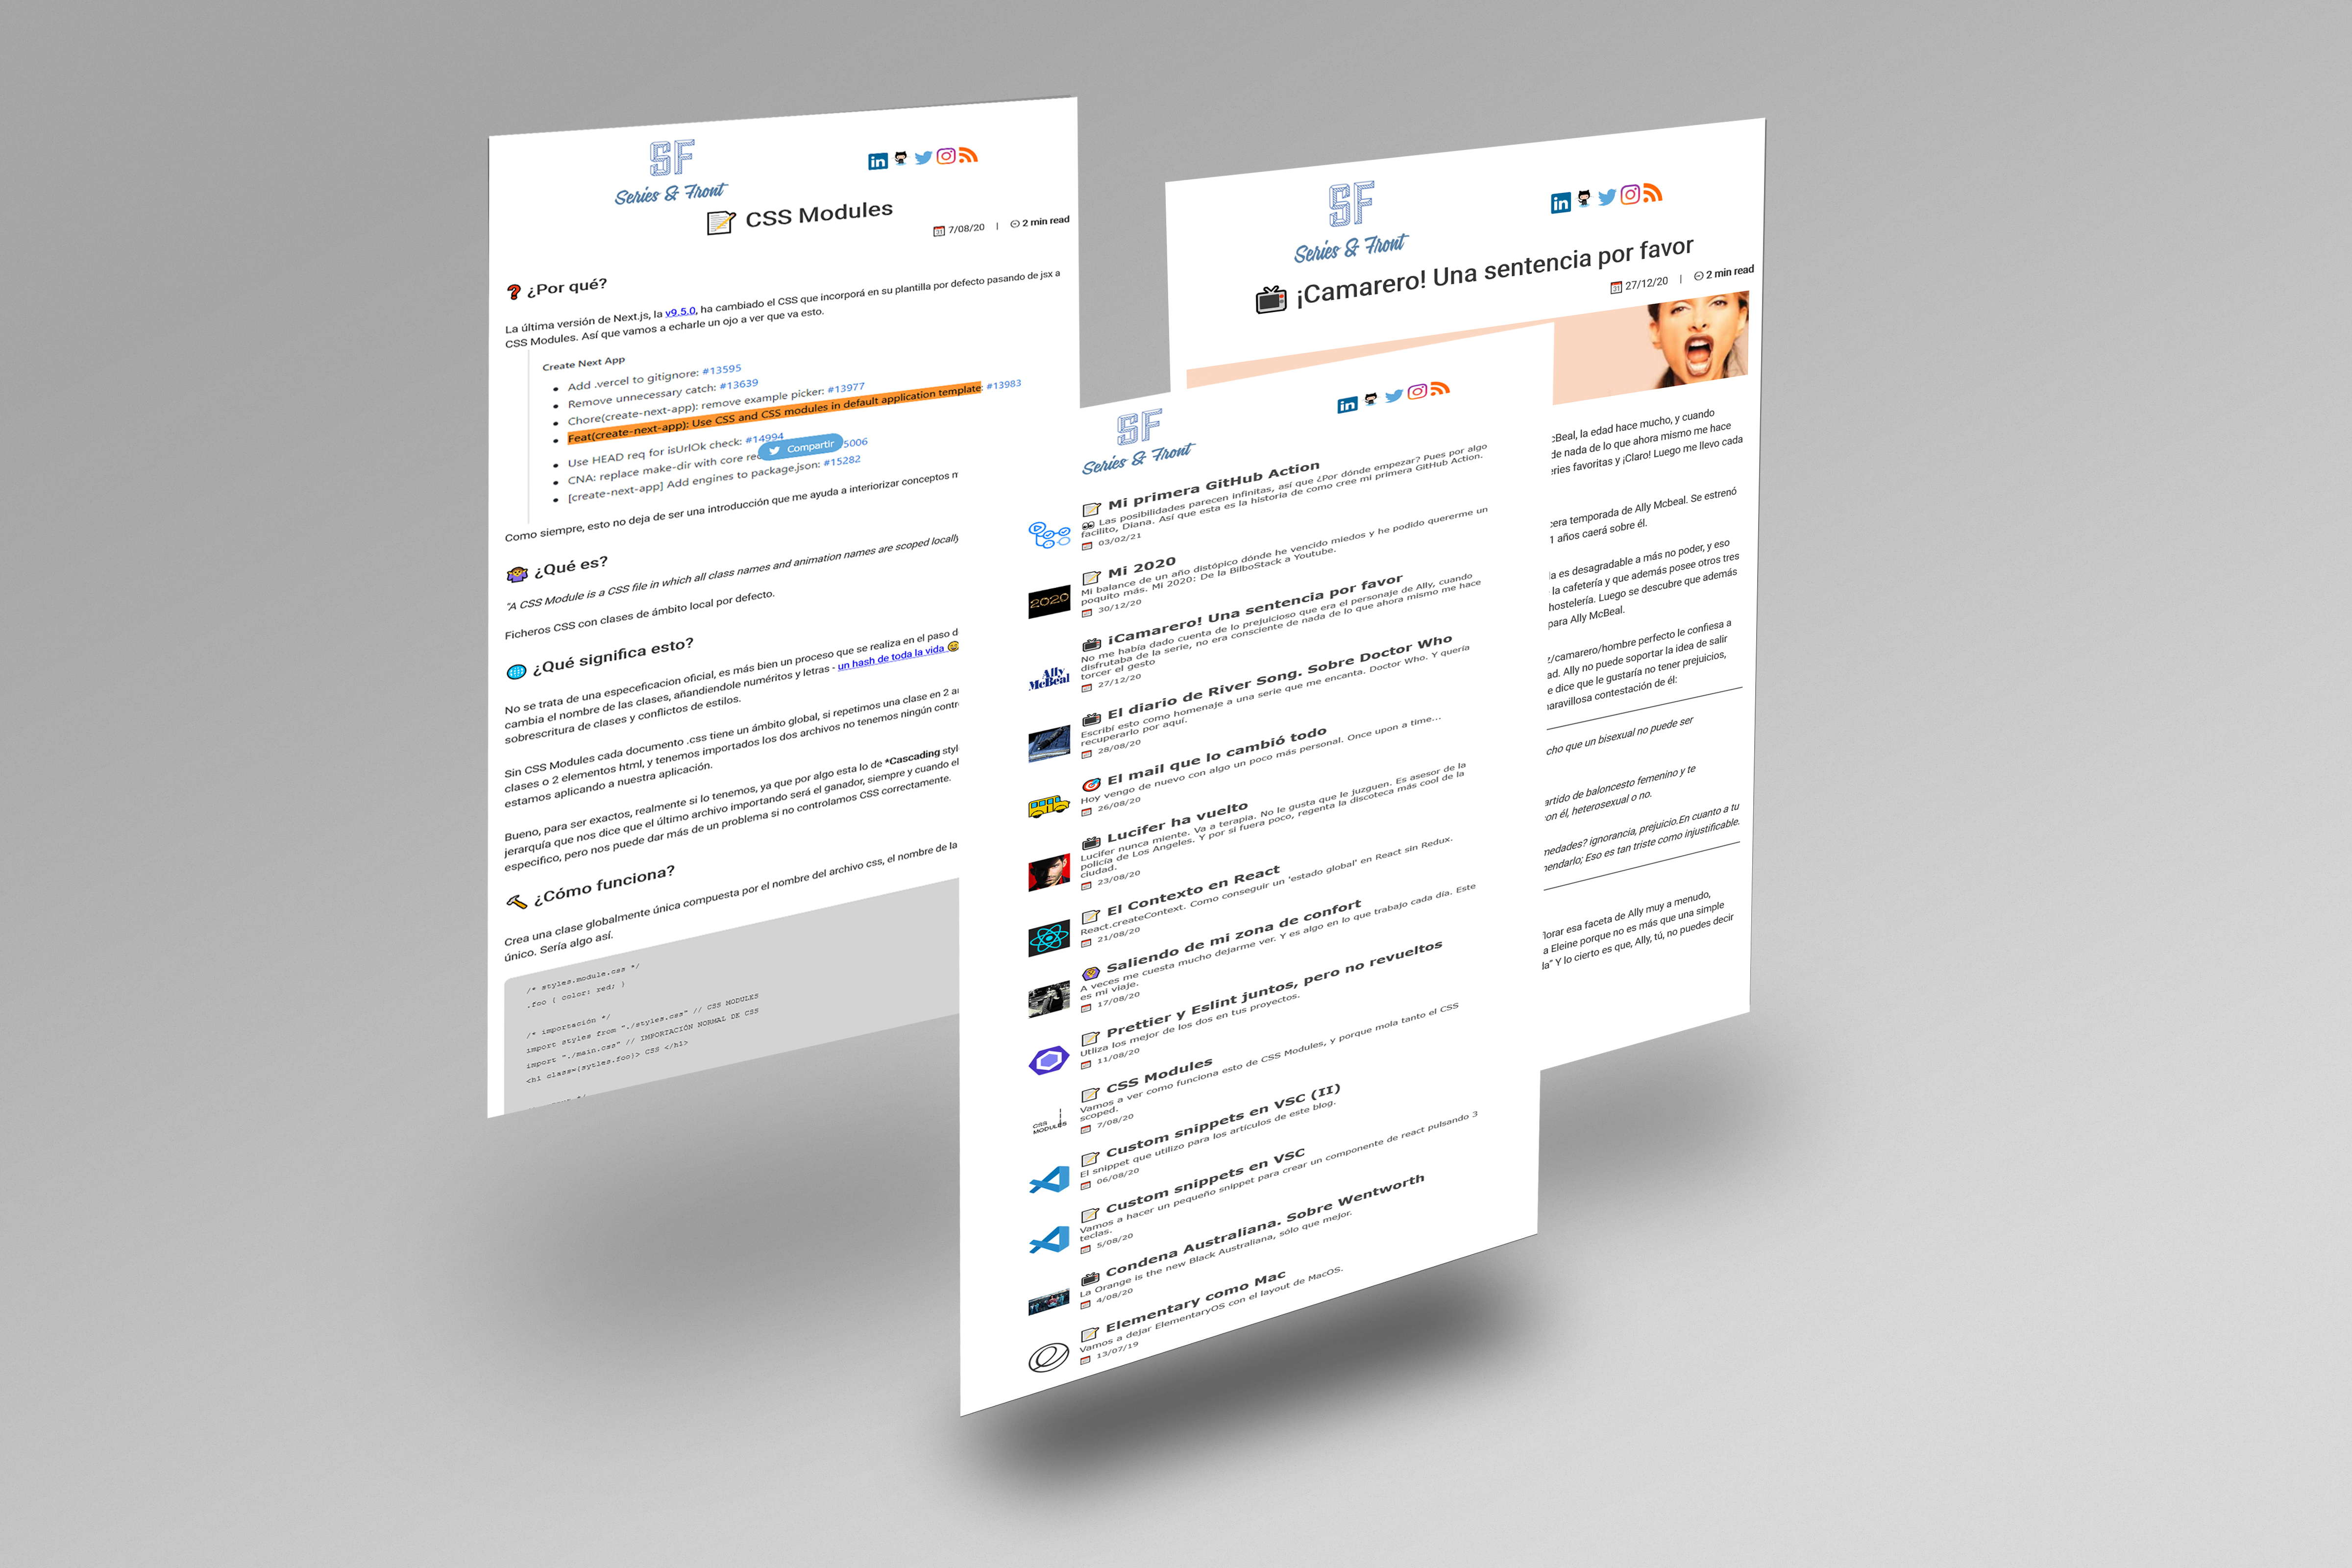 SF
Series & Front
CSS Modules
7/08/20 | 2 min read
¿Por qué?
La última versión de Next.js, la v9.5.0, ha cambiado el CSS que incorporá en su plantilla por defecto pasando de jsx a
CSS Modules. Así que vamos a echarle un ojo a ver que va esto.
Create Next App
Add .vercel to gitignore: #13595
Remove unnecessary catch: #13639
Chore(create-next-app): remove example picker: #13977
Feat(create-next-app): Use CSS and CSS modules in default application template: #13983
Use HEAD req for isUrlOk check: #14994
CNA: replace make-dir with core rec 5006
Compartir
[create-next-app] Add engines to package.json: #15282
Como siempre, esto no deja de ser una introducción que me ayuda a interiorizar conceptos m
¿Qué es?
"A CSS Module is a CSS file in which all class names and animation names are scoped locally
Ficheros CSS con clases de ámbito local por defecto.
¿Qué significa esto?
No se trata de una especeficacion oficial, es más bien un proceso que se realiza en el paso d
cambia el nombre de las clases, añandiendole numéritos y letras - un hash de toda la vida
sobrescritura de clases y conflictos de estilos.
Sin CSS Modules cada documento .css tiene un ámbito global, si repetimos una clase en 2 a
clases o 2 elementos html, y tenemos importados los dos archivos no tenemos ningún contr
estamos aplicando a nuestra aplicación.
Bueno, para ser exactos, realmente si lo tenemos, ya que por algo esta lo de *Cascading styl
jerarquía que nos dice que el último archivo importando será el ganador, siempre y cuando el
especifico, pero nos puede dar más de un problema si no controlamos CSS correctamente.
¿Cómo funciona?
Crea una clase globalmente única compuesta por el nombre del archivo css, el nombre de la
único. Sería algo así.
/* styles.module.css */
.foo { color: red; }
/* importación */
import styles from "./styles.css" // CSS MODULES
import "./main.css" // IMPORTACIÓN NORMAL DE CSS
<h1 class={sytles.foo}> CSS </h1>
SF
Series & Front
Mi primera GitHub Action
Las posibilidades parecen infinitas, así que ¿Por dónde empezar? Pues por algo
facilito, Diana. Así que esta es la historia de como cree mi primera GitHub Action.
03/02/21
2020
Mi 2020
Mi balance de un año distópico dónde he vencido miedos y he podido quererme un
poquito más. Mi 2020: De la BilboStack a Youtube.
30/12/20
Ally
McBeal
¡Camarero! Una sentencia por favor
No me había dado cuenta de lo prejuicioso que era el personaje de Ally, cuando
disfrutaba de la serie, no era consciente de nada de lo que ahora mismo me hace
torcer el gesto
27/12/20
El diario de River Song. Sobre Doctor Who
Escribí esto como homenaje a una serie que me encanta. Doctor Who. Y quería
recuperarlo por aquí.
28/08/20
El mail que lo cambió todo
Hoy vengo de nuevo con algo un poco más personal. Once upon a time...
26/08/20
Lucifer ha vuelto
Lucifer nunca miente. Va a terapia. No le gusta que le juzguen. Es asesor de la
policía de Los Angeles. Y por si fuera poco, regenta la discoteca más cool de la
ciudad.
23/08/20
El Contexto en React
React.createContext. Como conseguir un 'estado global' en React sin Redux.
21/08/20
Saliendo de mi zona de confort
A veces me cuesta mucho dejarme ver. Y es algo en lo que trabajo cada día. Este
es mi viaje.
17/08/20
Prettier y Eslint juntos, pero no revueltos
Utliza los mejor de los dos en tus proyectos.
11/08/20
CSS
MODULES
CSS Modules
Vamos a ver como funciona esto de CSS Modules, y porque mola tanto el CSS
scoped.
7/08/20
Custom snippets en VSC (II)
El snippet que utilizo para los artículos de este blog.
06/08/20
Custom snippets en VSC
Vamos a hacer un pequeño snippet para crear un componente de react pulsando 3
teclas.
5/08/20
Condena Australiana. Sobre Wentworth
La Orange is the new Black Australiana, sólo que mejor.
4/08/20
Elementary como Mac
Vamos a dejar ElementaryOS con el layout de MacOS.
13/07/19
SF
Series & Front
¡Camarero! Una sentencia por favor
27/12/20 | 2 min read
cBeal, la edad hace mucho, y cuando
de nada de lo que ahora mismo me hace
eries favoritas y ¡Claro! Luego me llevo cada
cera temporada de Ally Mcbeal. Se estrenó
1 años caerá sobre él.
a es desagradable a más no poder, y eso
la cafetería y que además posee otros tres
hostelería. Luego se descubre que además
para Ally McBeal.
z/camarero/hombre perfecto le confiesa a
ad. Ally no puede soportar la idea de salir
e dice que le gustaría no tener prejuicios,
aravillosa contestación de él:
cho que un bisexual no puede ser
artido de baloncesto femenino y te
on él, heterosexual o no.
medades? ignorancia, prejuicio.En cuanto a tu
nendarlo; Eso es tan triste como injustificable.
lorar esa faceta de Ally muy a menudo,
a Eleine porque no es más que una simple
la" Y lo cierto es que, Ally, tú, no puedes decir